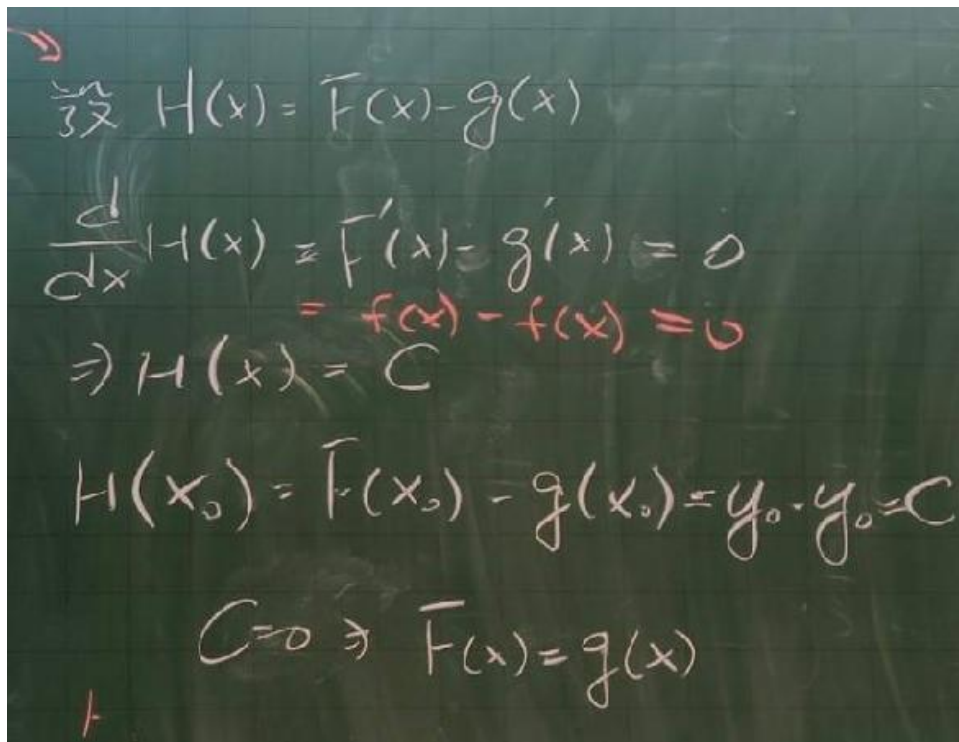 設 H(x) = F(x) - g(x)
d/dx H(x) = F'(x) - g'(x) = 0
= f(x) - f(x) = 0
⇒ H(x) = C
H(x₀) = F(x₀) - g(x₀) = y₀ - y₀ = C
C=0 ⇒ F(x) = g(x)